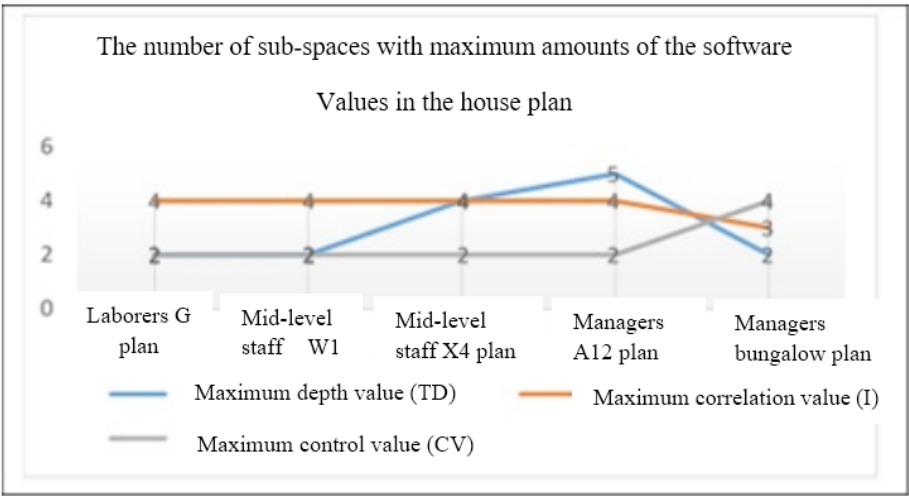 The number of sub-spaces with maximum amounts of the software
Values in the house plan
6
5
4 4 4 4 4 4
3
2 2 2 2 2 2
0
Laborers G plan
Mid-level staff W1
Mid-level staff X4 plan
Managers A12 plan
Managers bungalow plan
Maximum depth value (TD)
Maximum correlation value (I)
Maximum control value (CV)